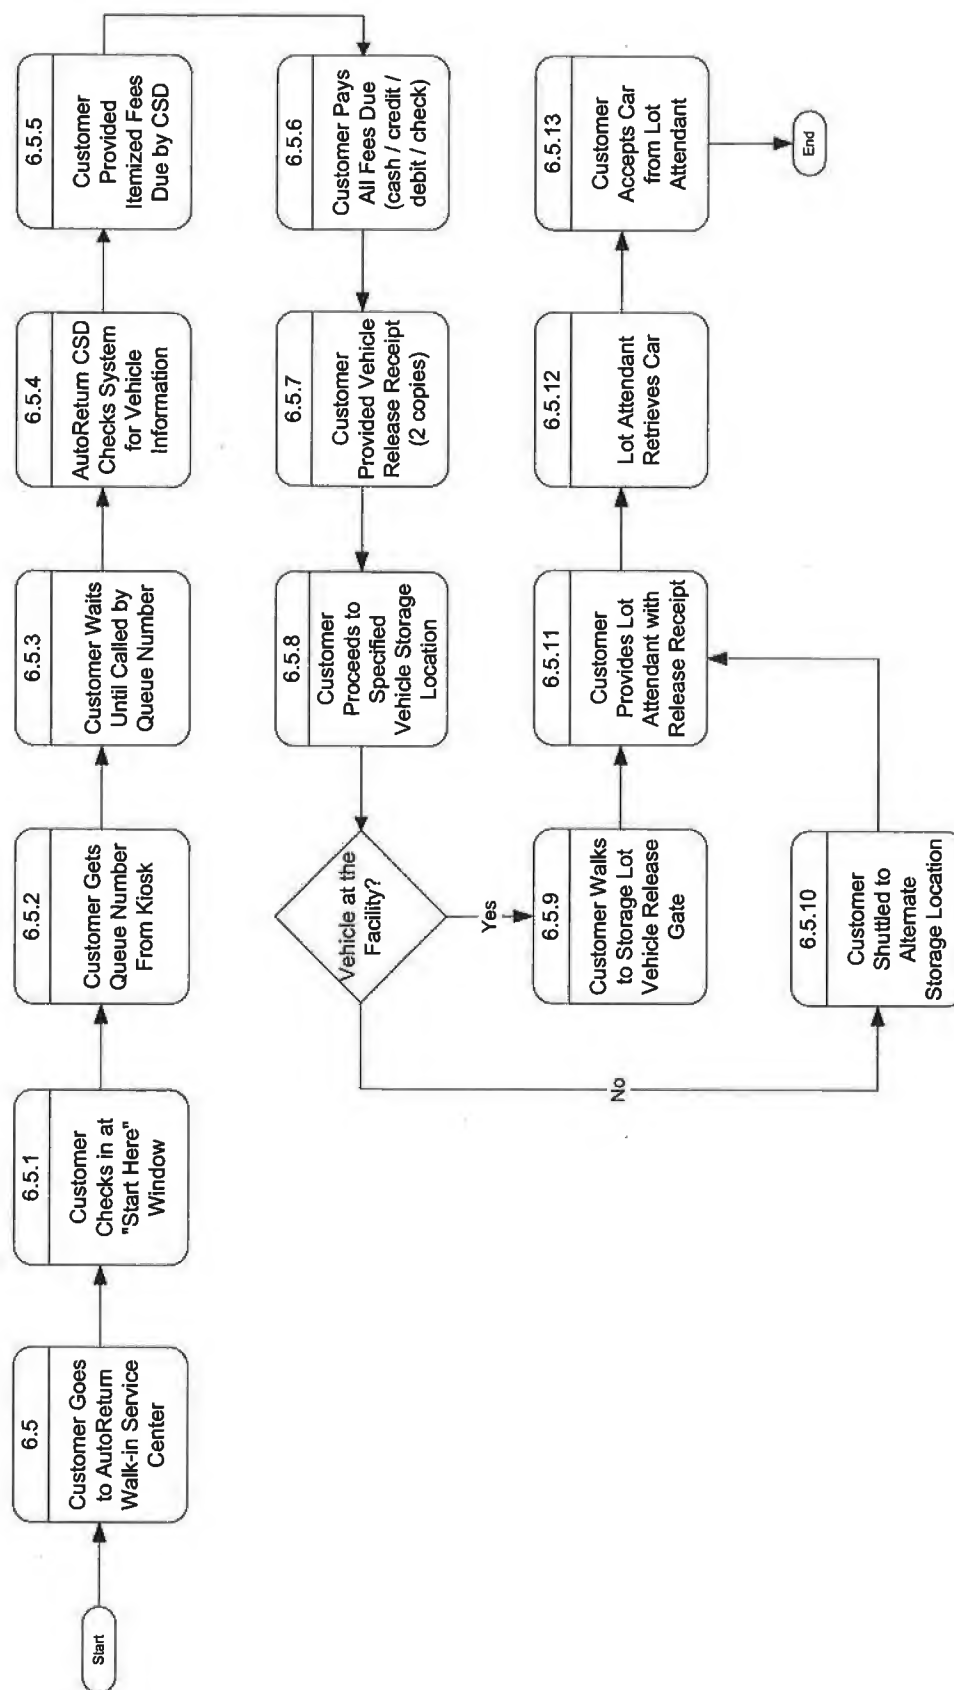 Start
6.5
Customer Goes
to AutoReturn
Walk-in Service
Center
6.5.1
Customer
Checks in at
"Start Here"
Window
6.5.2
Customer Gets
Queue Number
From Kiosk
6.5.3
Customer Waits
Until Called by
Queue Number
6.5.4
AutoReturn CSD
Checks System
for Vehicle
Information
6.5.5
Customer
Provided
Itemized Fees
Due by CSD
6.5.6
Customer Pays
All Fees Due
(cash / credit /
debit / check)
6.5.7
Customer
Provided Vehicle
Release Receipt
(2 copies)
6.5.8
Customer
Proceeds to
Specified
Vehicle Storage
Location
Vehicle at the
Facility?
Yes
6.5.9
Customer Walks
to Storage Lot
Vehicle Release
Gate
No
6.5.10
Customer
Shuttled to
Alternate
Storage Location
6.5.11
Customer
Provides Lot
Attendant with
Release Receipt
6.5.12
Lot Attendant
Retrieves Car
6.5.13
Customer
Accepts Car
from Lot
Attendant
End